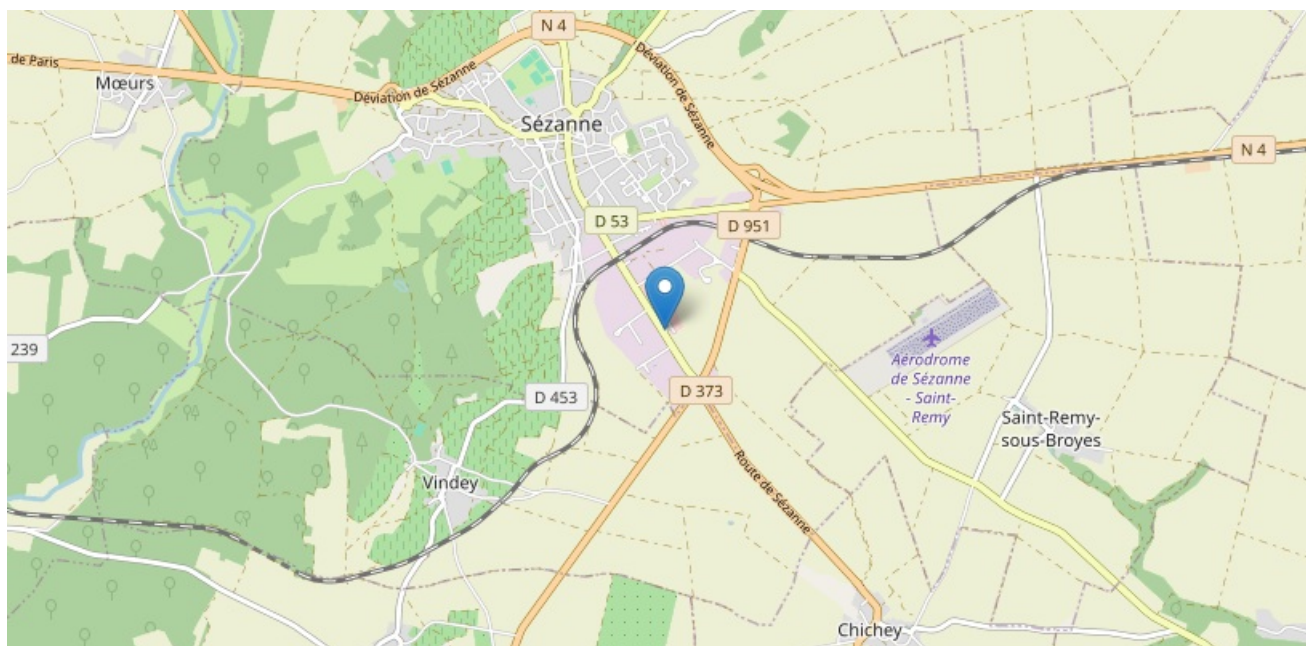 N 4
de Paris
Mœurs
Déviation de Sézanne
Déviation de Sézanne
Sézanne
N 4
D 53
D 951
239
D 453
D 373
Aérodrome
de Sézanne
- Saint-
Remy
Saint-Remy-
sous-Broyes
Vindey
Route de Sézanne
Chichey